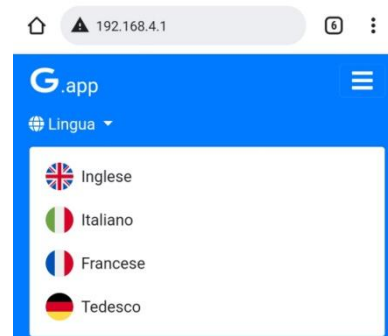 192.168.4.1
6
G.app
Lingua
Inglese
Italiano
Francese
Tedesco